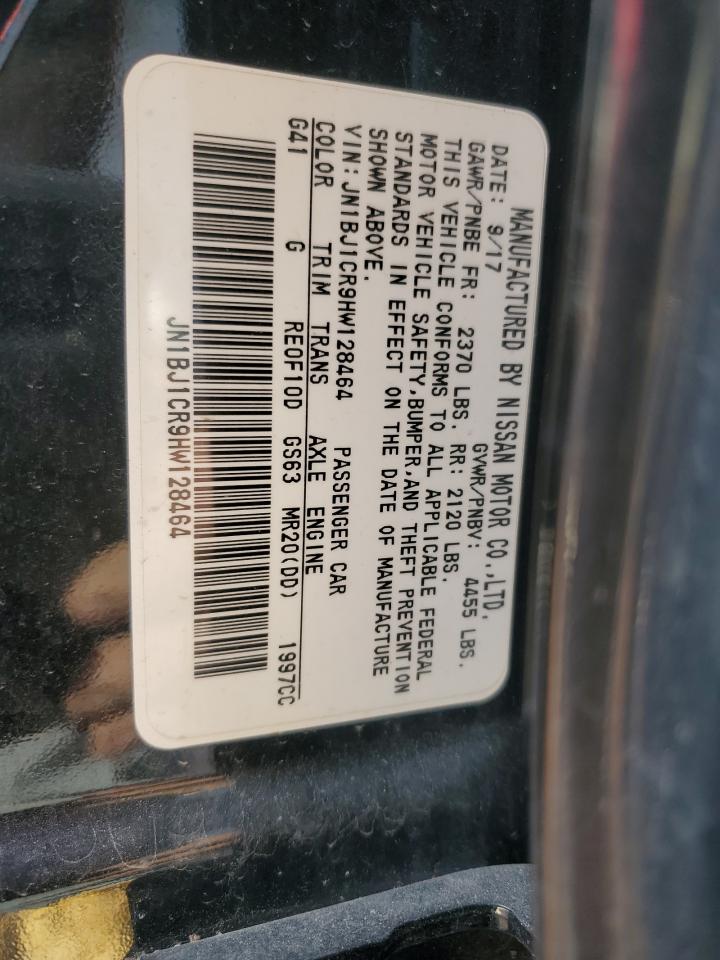 MANUFACTURED BY NISSAN MOTOR CO.,LTD.
DATE: 9/17 GVWR/PNBV: 4455 LBS.
GAWR/PNBE FR: 2370 LBS. RR: 2120 LBS.
THIS VEHICLE CONFORMS TO ALL APPLICABLE FEDERAL
MOTOR VEHICLE SAFETY,BUMPER,AND THEFT PREVENTION
STANDARDS IN EFFECT ON THE DATE OF MANUFACTURE
SHOWN ABOVE.
VIN:JN1BJ1CR9HW128464 PASSENGER CAR
COLOR TRIM TRANS AXLE ENGINE
G41 G RE0F10D GS63 MR20(DD) 1997CC
JN1BJ1CR9HW128464